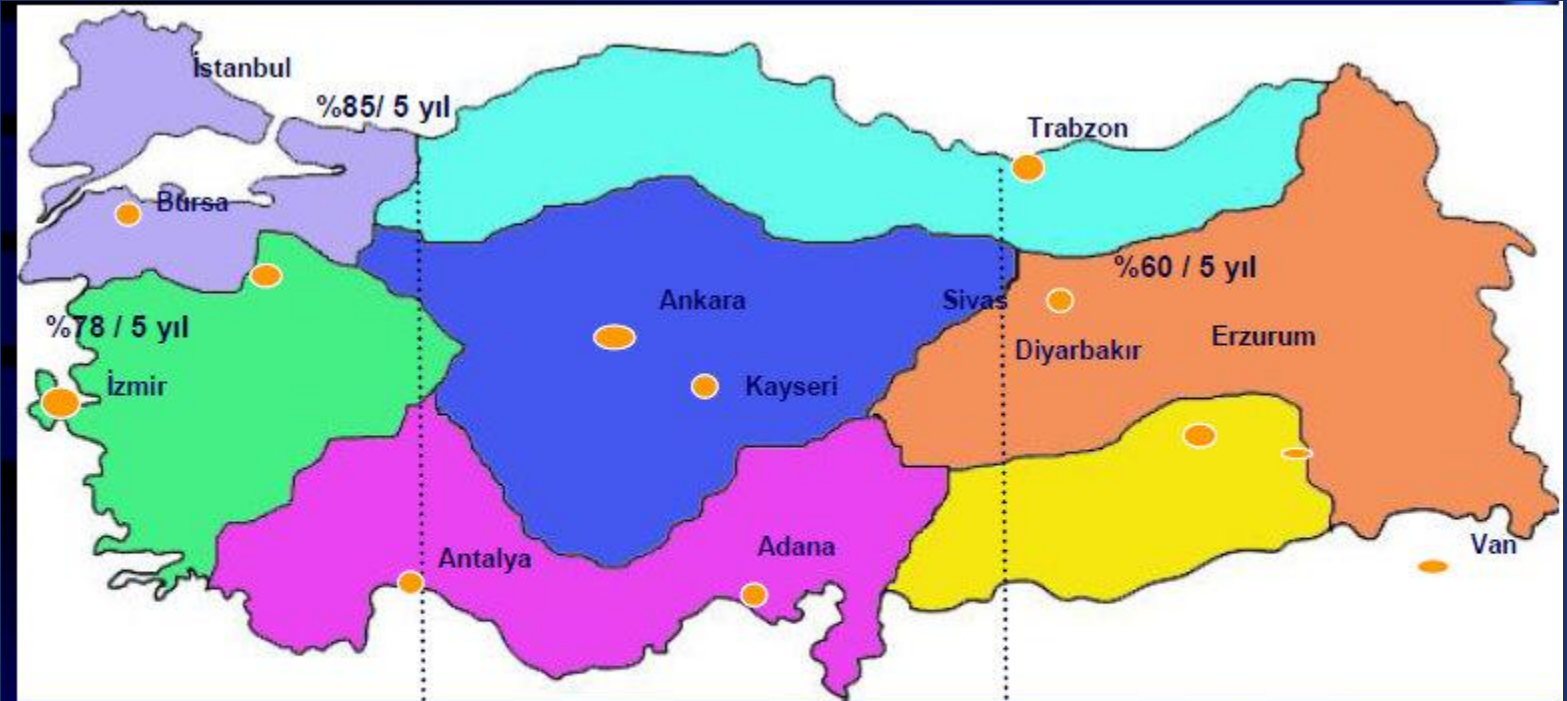 İstanbul
%85/ 5 yıl
Trabzon
Bursa
%60 / 5 yıl
Ankara
Sivas
%78 / 5 yıl
Erzurum
Diyarbakır
İzmir
Kayseri
Van
Adana
Antalya